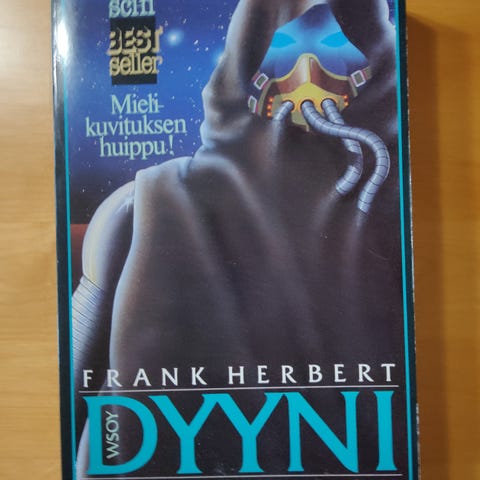 scifi
BEST
seller
Mieli-
kuvituksen
huippu!
FRANK HERBERT
WSOY
DYYNI